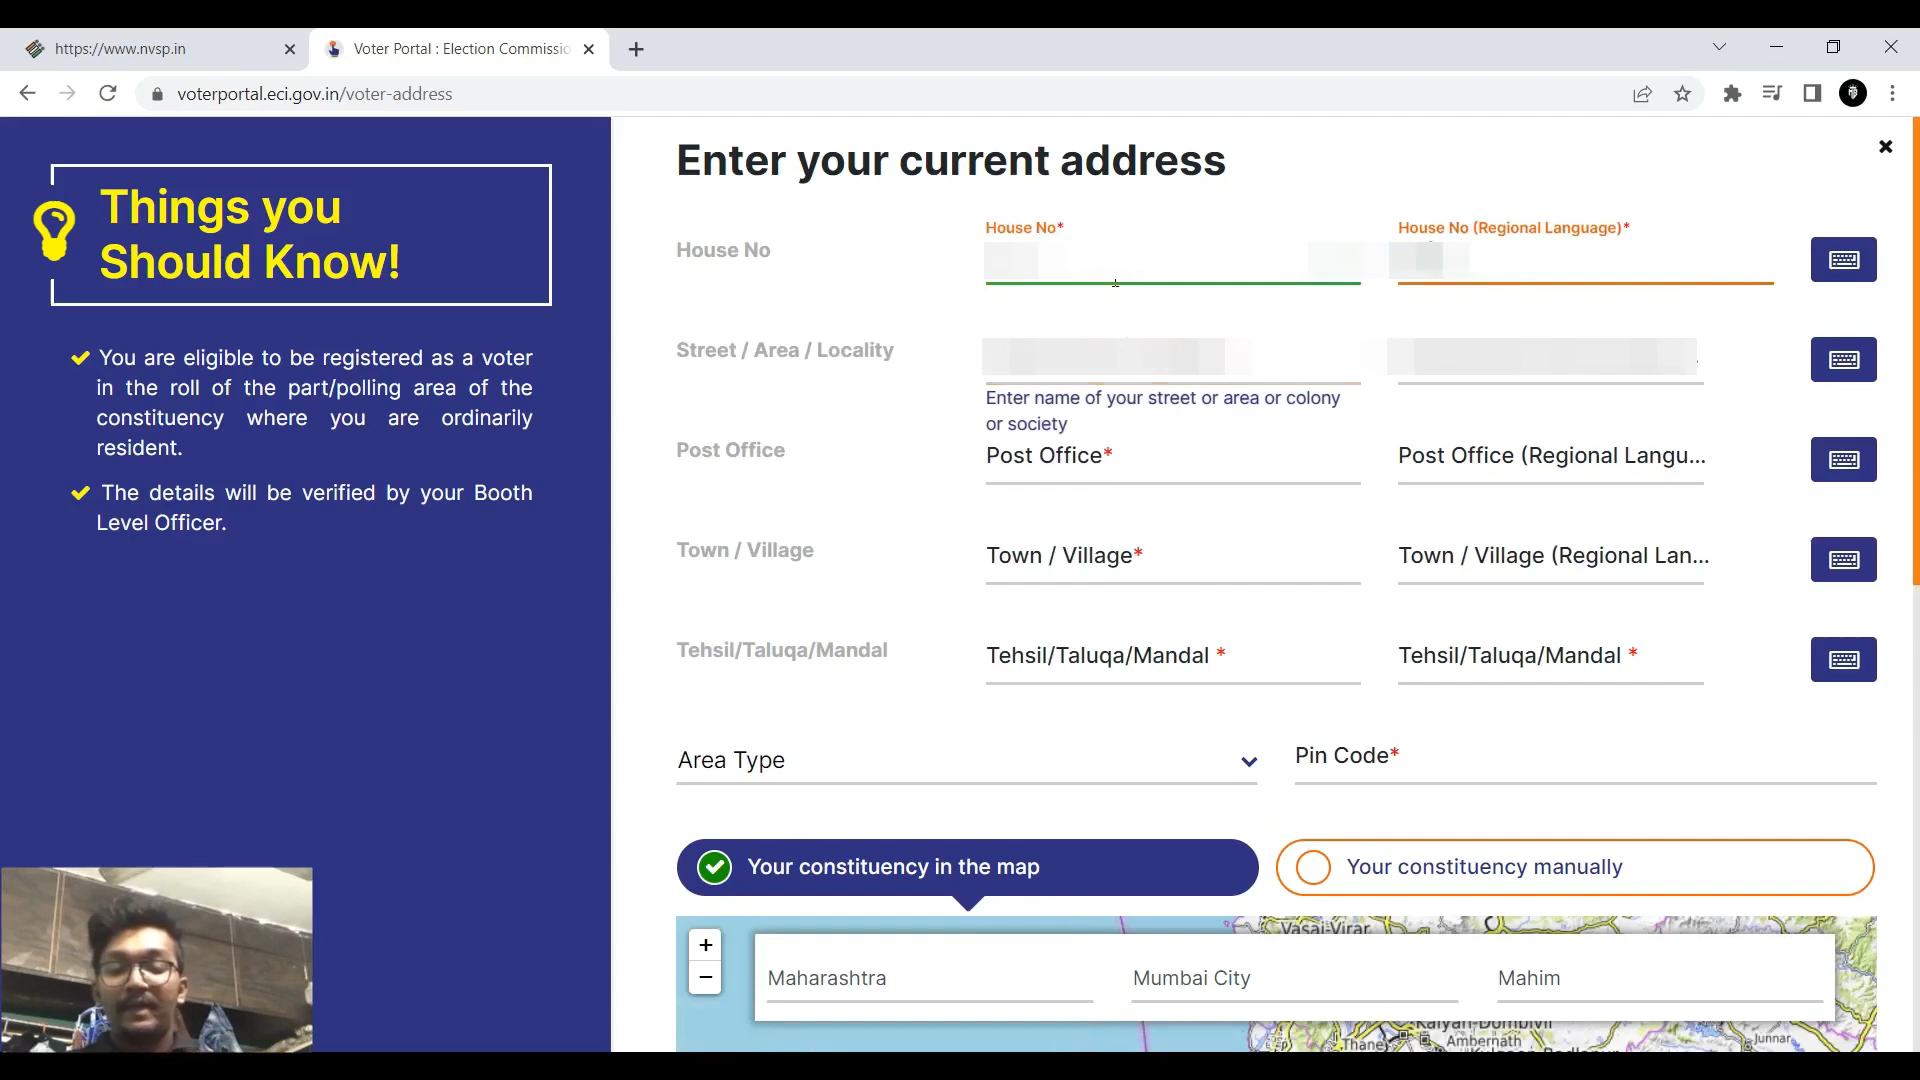 https://www.nvsp.in
Voter Portal : Election Commissio
voterportal.eci.gov.in/voter-address
Things you
Should Know!
You are eligible to be registered as a voter
in the roll of the part/polling area of the
constituency where you are ordinarily
resident.
The details will be verified by your Booth
Level Officer.
Enter your current address
House No
House No*
House No (Regional Language)*
Street / Area / Locality
Enter name of your street or area or colony
or society
Post Office
Post Office*
Post Office (Regional Langu...
Town / Village
Town / Village*
Town / Village (Regional Lan...
Tehsil/Taluqa/Mandal
Tehsil/Taluqa/Mandal *
Tehsil/Taluqa/Mandal *
Area Type
Pin Code*
Your constituency in the map
Your constituency manually
+
−
Vasai-Virar
Maharashtra
Mumbai City
Mahim
Kalyan-Dombivli
Thane
Ambernath
Junnar